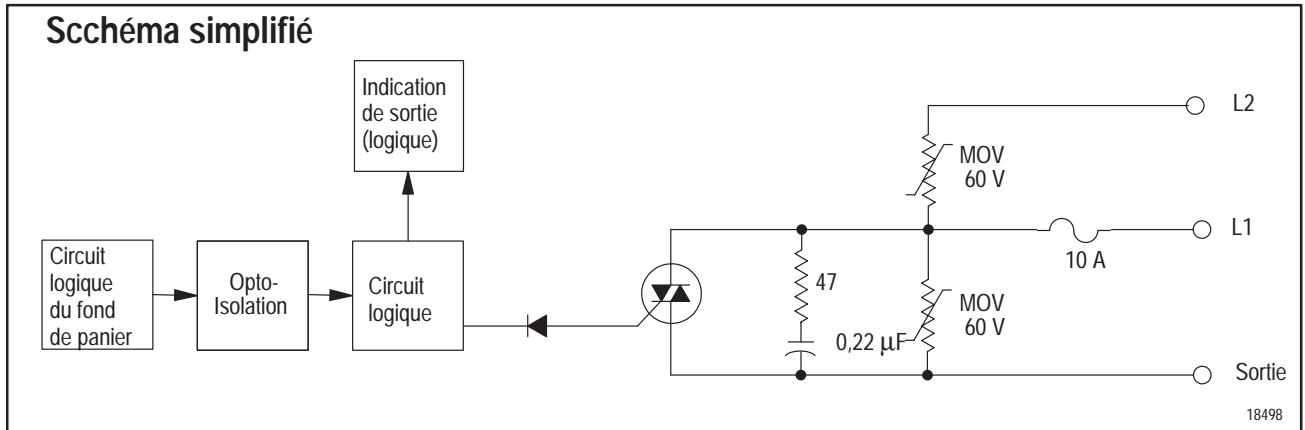 Scchéma simplifié
Indication
de sortie
(logique)
L2
MOV
60 V
Circuit
logique
du fond
de panier
Opto-
Isolation
Circuit
logique
47
0,22 µF
L1
10 A
MOV
60 V
Sortie
18498